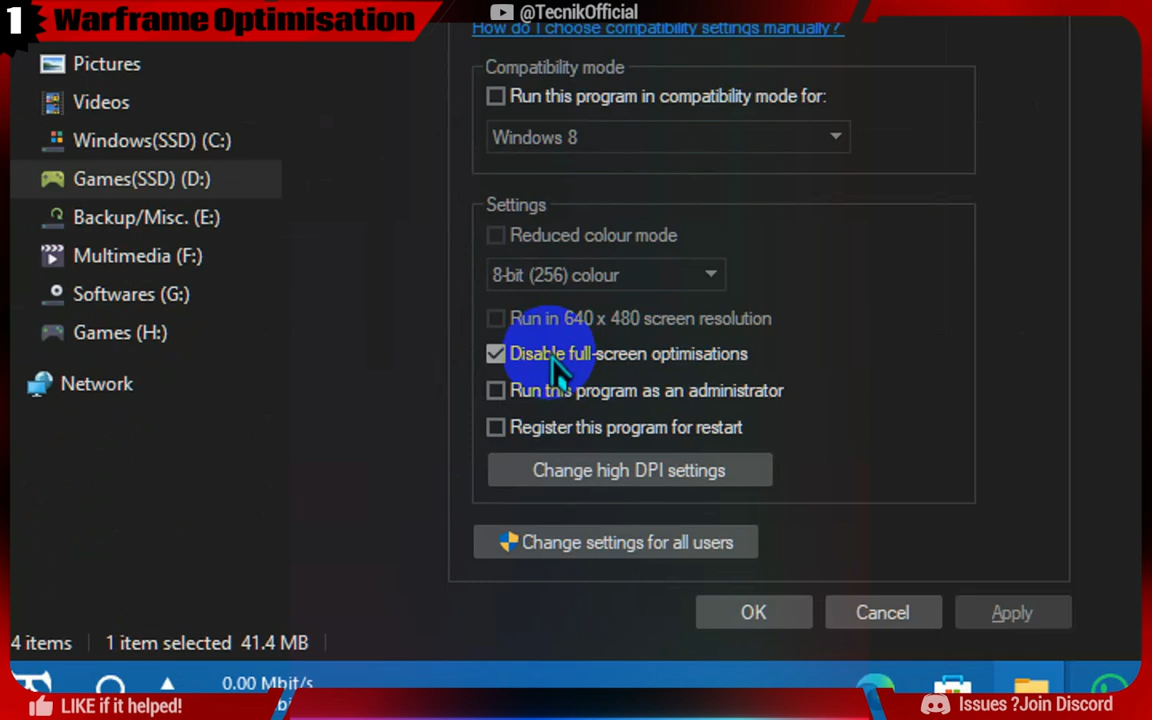 1 Warframe Optimisation
@TecnikOfficial
Pictures
Videos
Windows(SSD) (C:)
Games(SSD) (D:)
Backup/Misc. (E:)
Multimedia (F:)
Softwares (G:)
Games (H:)
Network
4 items
1 item selected 41.4 MB
How do I choose compatibility settings manually?
Compatibility mode
Run this program in compatibility mode for:
Windows 8
Settings
Reduced colour mode
8-bit (256) colour
Run in 640 x 480 screen resolution
Disable full-screen optimisations
Run this program as an administrator
Register this program for restart
Change high DPI settings
Change settings for all users
OK
Cancel
Apply
0.00 Mbit/s
LIKE if it helped!
Issues ?Join Discord